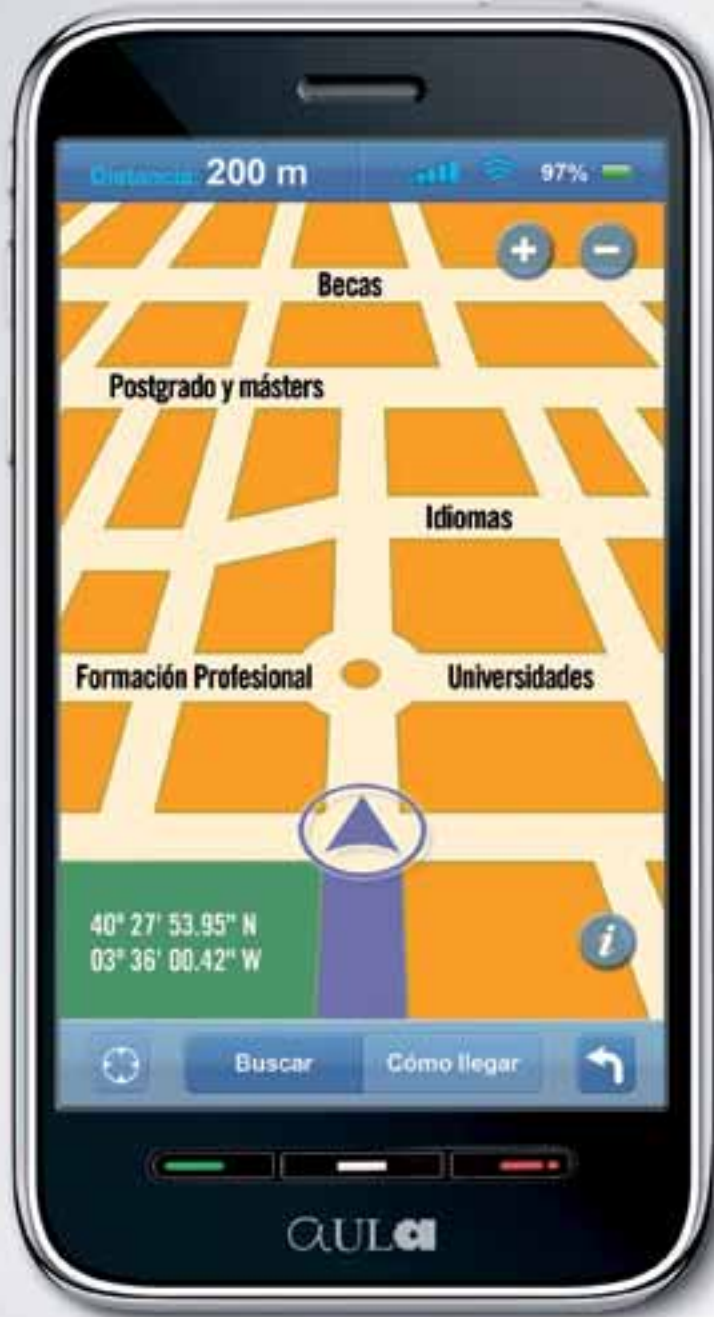 Distancia: 200 m 97%
+ -
Becas
Postgrado y másters
Idiomas
Formación Profesional Universidades
40° 27' 53.95" N
03° 36' 00.42" W
i
Buscar Cómo llegar
aULa